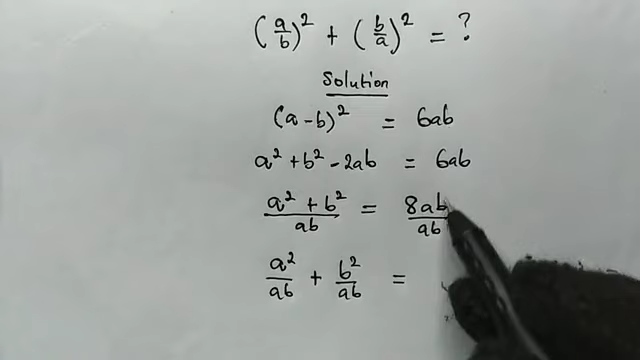 (a/b)² + (b/a)² = ?
Solution
(a - b)² = 6ab
a² + b² - 2ab = 6ab
(a² + b²)/ab = 8ab/ab
a²/ab + b²/ab =